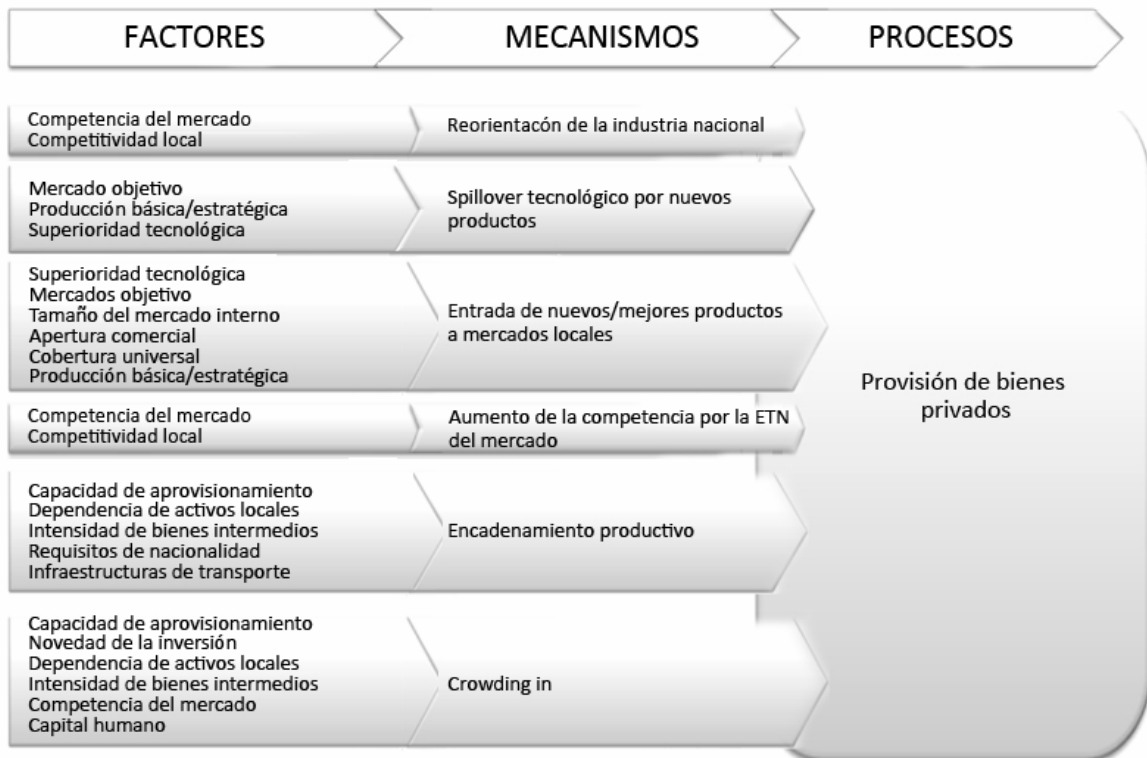 FACTORES
MECANISMOS
PROCESOS
Competencia del mercado
Competitividad local
Reorientacón de la industria nacional
Mercado objetivo
Producción básica/estratégica
Superioridad tecnológica
Spillover tecnológico por nuevos
productos
Superioridad tecnológica
Mercados objetivo
Tamaño del mercado interno
Apertura comercial
Cobertura universal
Producción básica/estratégica
Entrada de nuevos/mejores productos
a mercados locales
Competencia del mercado
Competitividad local
Aumento de la competencia por la ETN
del mercado
Capacidad de aprovisionamiento
Dependencia de activos locales
Intensidad de bienes intermedios
Requisitos de nacionalidad
Infraestructuras de transporte
Encadenamiento productivo
Capacidad de aprovisionamiento
Novedad de la inversión
Dependencia de activos locales
Intensidad de bienes intermedios
Competencia del mercado
Capital humano
Crowding in
Provisión de bienes
privados